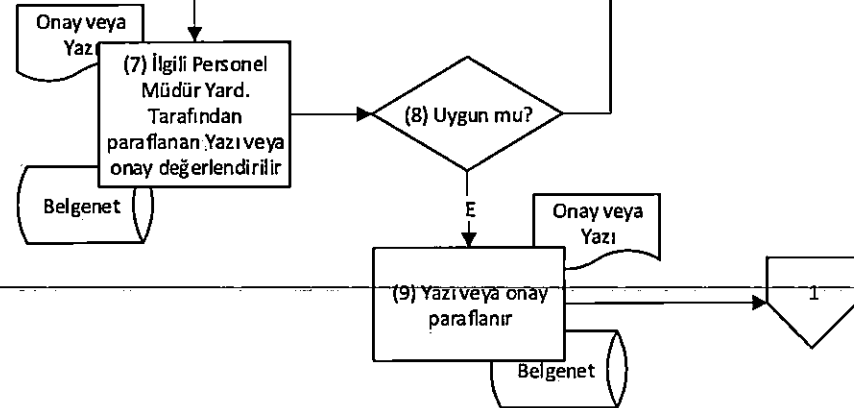 Onay veya
Yazı
(7) İlgili Personel
Müdür Yard.
Tarafından
paraflanan Yazı veya
onay değerlendirilir
Belgenet
(8) Uygun mu?
E
Onay veya
Yazı
(9) Yazı veya onay
paraflanır
Belgenet
1